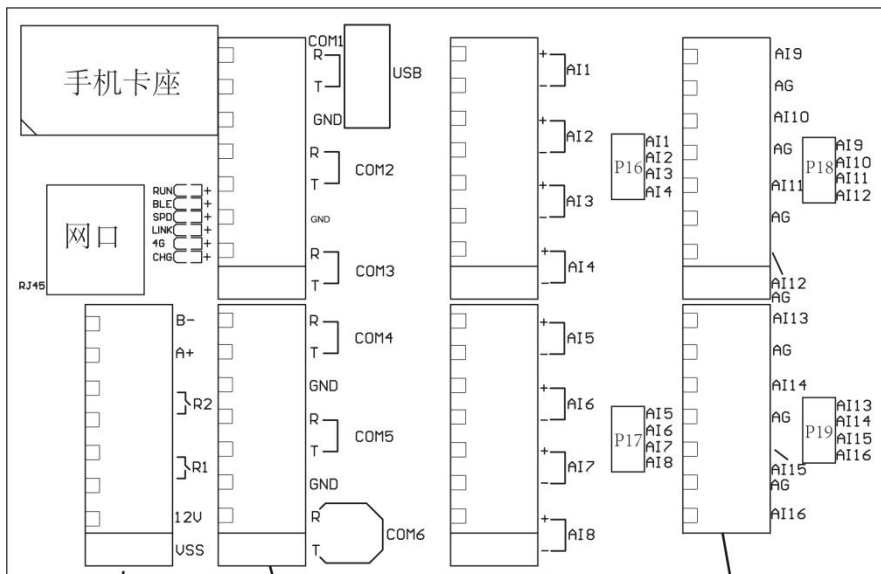 手机卡座
COM1
R
T
GND
USB
R
T
COM2
GND
R
T
COM3
RUN +
BLE +
SPD +
LINK +
4G +
CHG +
网口
RJ45
B-
A+
R2
R1
12V
VSS
R
T
COM4
GND
R
T
COM5
GND
R
T
COM6
+
-
AI1
+
-
AI2
+
-
AI3
+
-
AI4
+
-
AI5
+
-
AI6
+
-
AI7
+
-
AI8
P16
AI1
AI2
AI3
AI4
P17
AI5
AI6
AI7
AI8
AI9
AG
AI10
AG
AI11
AG
AI12
AG
AI13
AG
AI14
AG
AI15
AG
AI16
P18
AI9
AI10
AI11
AI12
P19
AI13
AI14
AI15
AI16